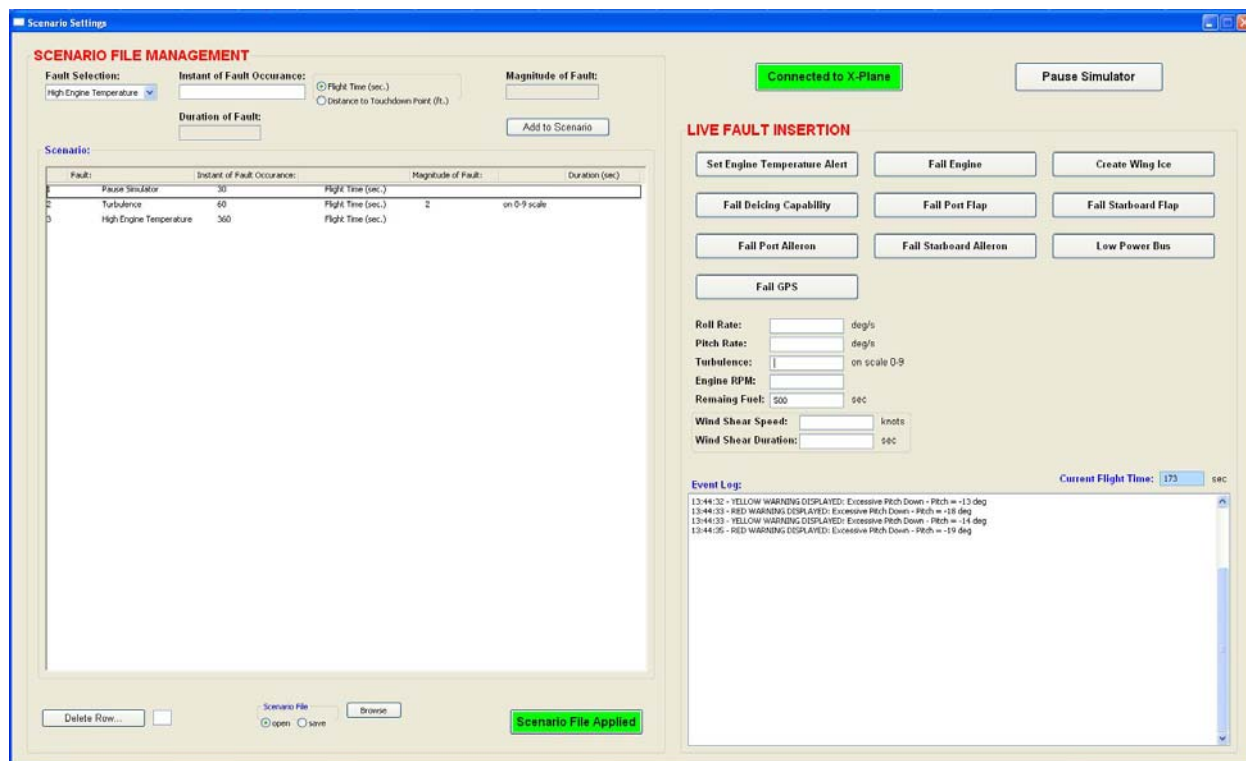 Scenario Settings
SCENARIO FILE MANAGEMENT
Fault Selection:
High Engine Temperature
Instant of Fault Occurance:
Flight Time (sec.)
Distance to Touchdown Point (ft.)
Magnitude of Fault:
Duration of Fault:
Add to Scenario
Scenario:
Fault: Instant of Fault Occurance: Magnitude of Fault: Duration (sec)
1 Pause Simulator 30 Flight Time (sec.)
2 Turbulence 60 Flight Time (sec.) 2 on 0-9 scale
3 High Engine Temperature 360 Flight Time (sec.)
Delete Row...
Scenario File
open save
Browse
Scenario File Applied
Connected to X-Plane
Pause Simulator
LIVE FAULT INSERTION
Set Engine Temperature Alert Fail Engine Create Wing Ice
Fail Deicing Capability Fail Port Flap Fail Starboard Flap
Fail Port Aileron Fail Starboard Aileron Low Power Bus
Fail GPS
Roll Rate: deg/s
Pitch Rate: deg/s
Turbulence: on scale 0-9
Engine RPM:
Remaing Fuel: 500 sec
Wind Shear Speed: knots
Wind Shear Duration: sec
Current Flight Time: 173 sec
Event Log:
13:44:32 - YELLOW WARNING DISPLAYED: Excessive Pitch Down - Pitch = -13 deg
13:44:33 - RED WARNING DISPLAYED: Excessive Pitch Down - Pitch = -18 deg
13:44:33 - YELLOW WARNING DISPLAYED: Excessive Pitch Down - Pitch = -14 deg
13:44:35 - RED WARNING DISPLAYED: Excessive Pitch Down - Pitch = -19 deg